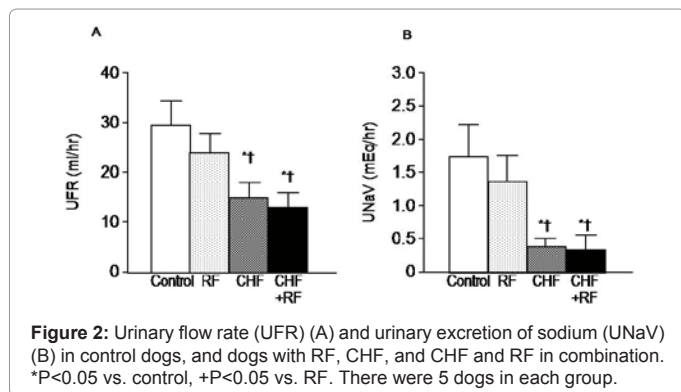 A
B
40
30
20
10
0
UFR (ml/hr)
*†
*†
Control RF CHF CHF
+RF
3.0
2.5
2.0
1.5
1.0
0.5
0
UNaV (mEq/hr)
*†
*†
Control RF CHF CHF
+RF
Figure 2: Urinary flow rate (UFR) (A) and urinary excretion of sodium (UNaV)
(B) in control dogs, and dogs with RF, CHF, and CHF and RF in combination.
*P<0.05 vs. control, +P<0.05 vs. RF. There were 5 dogs in each group.